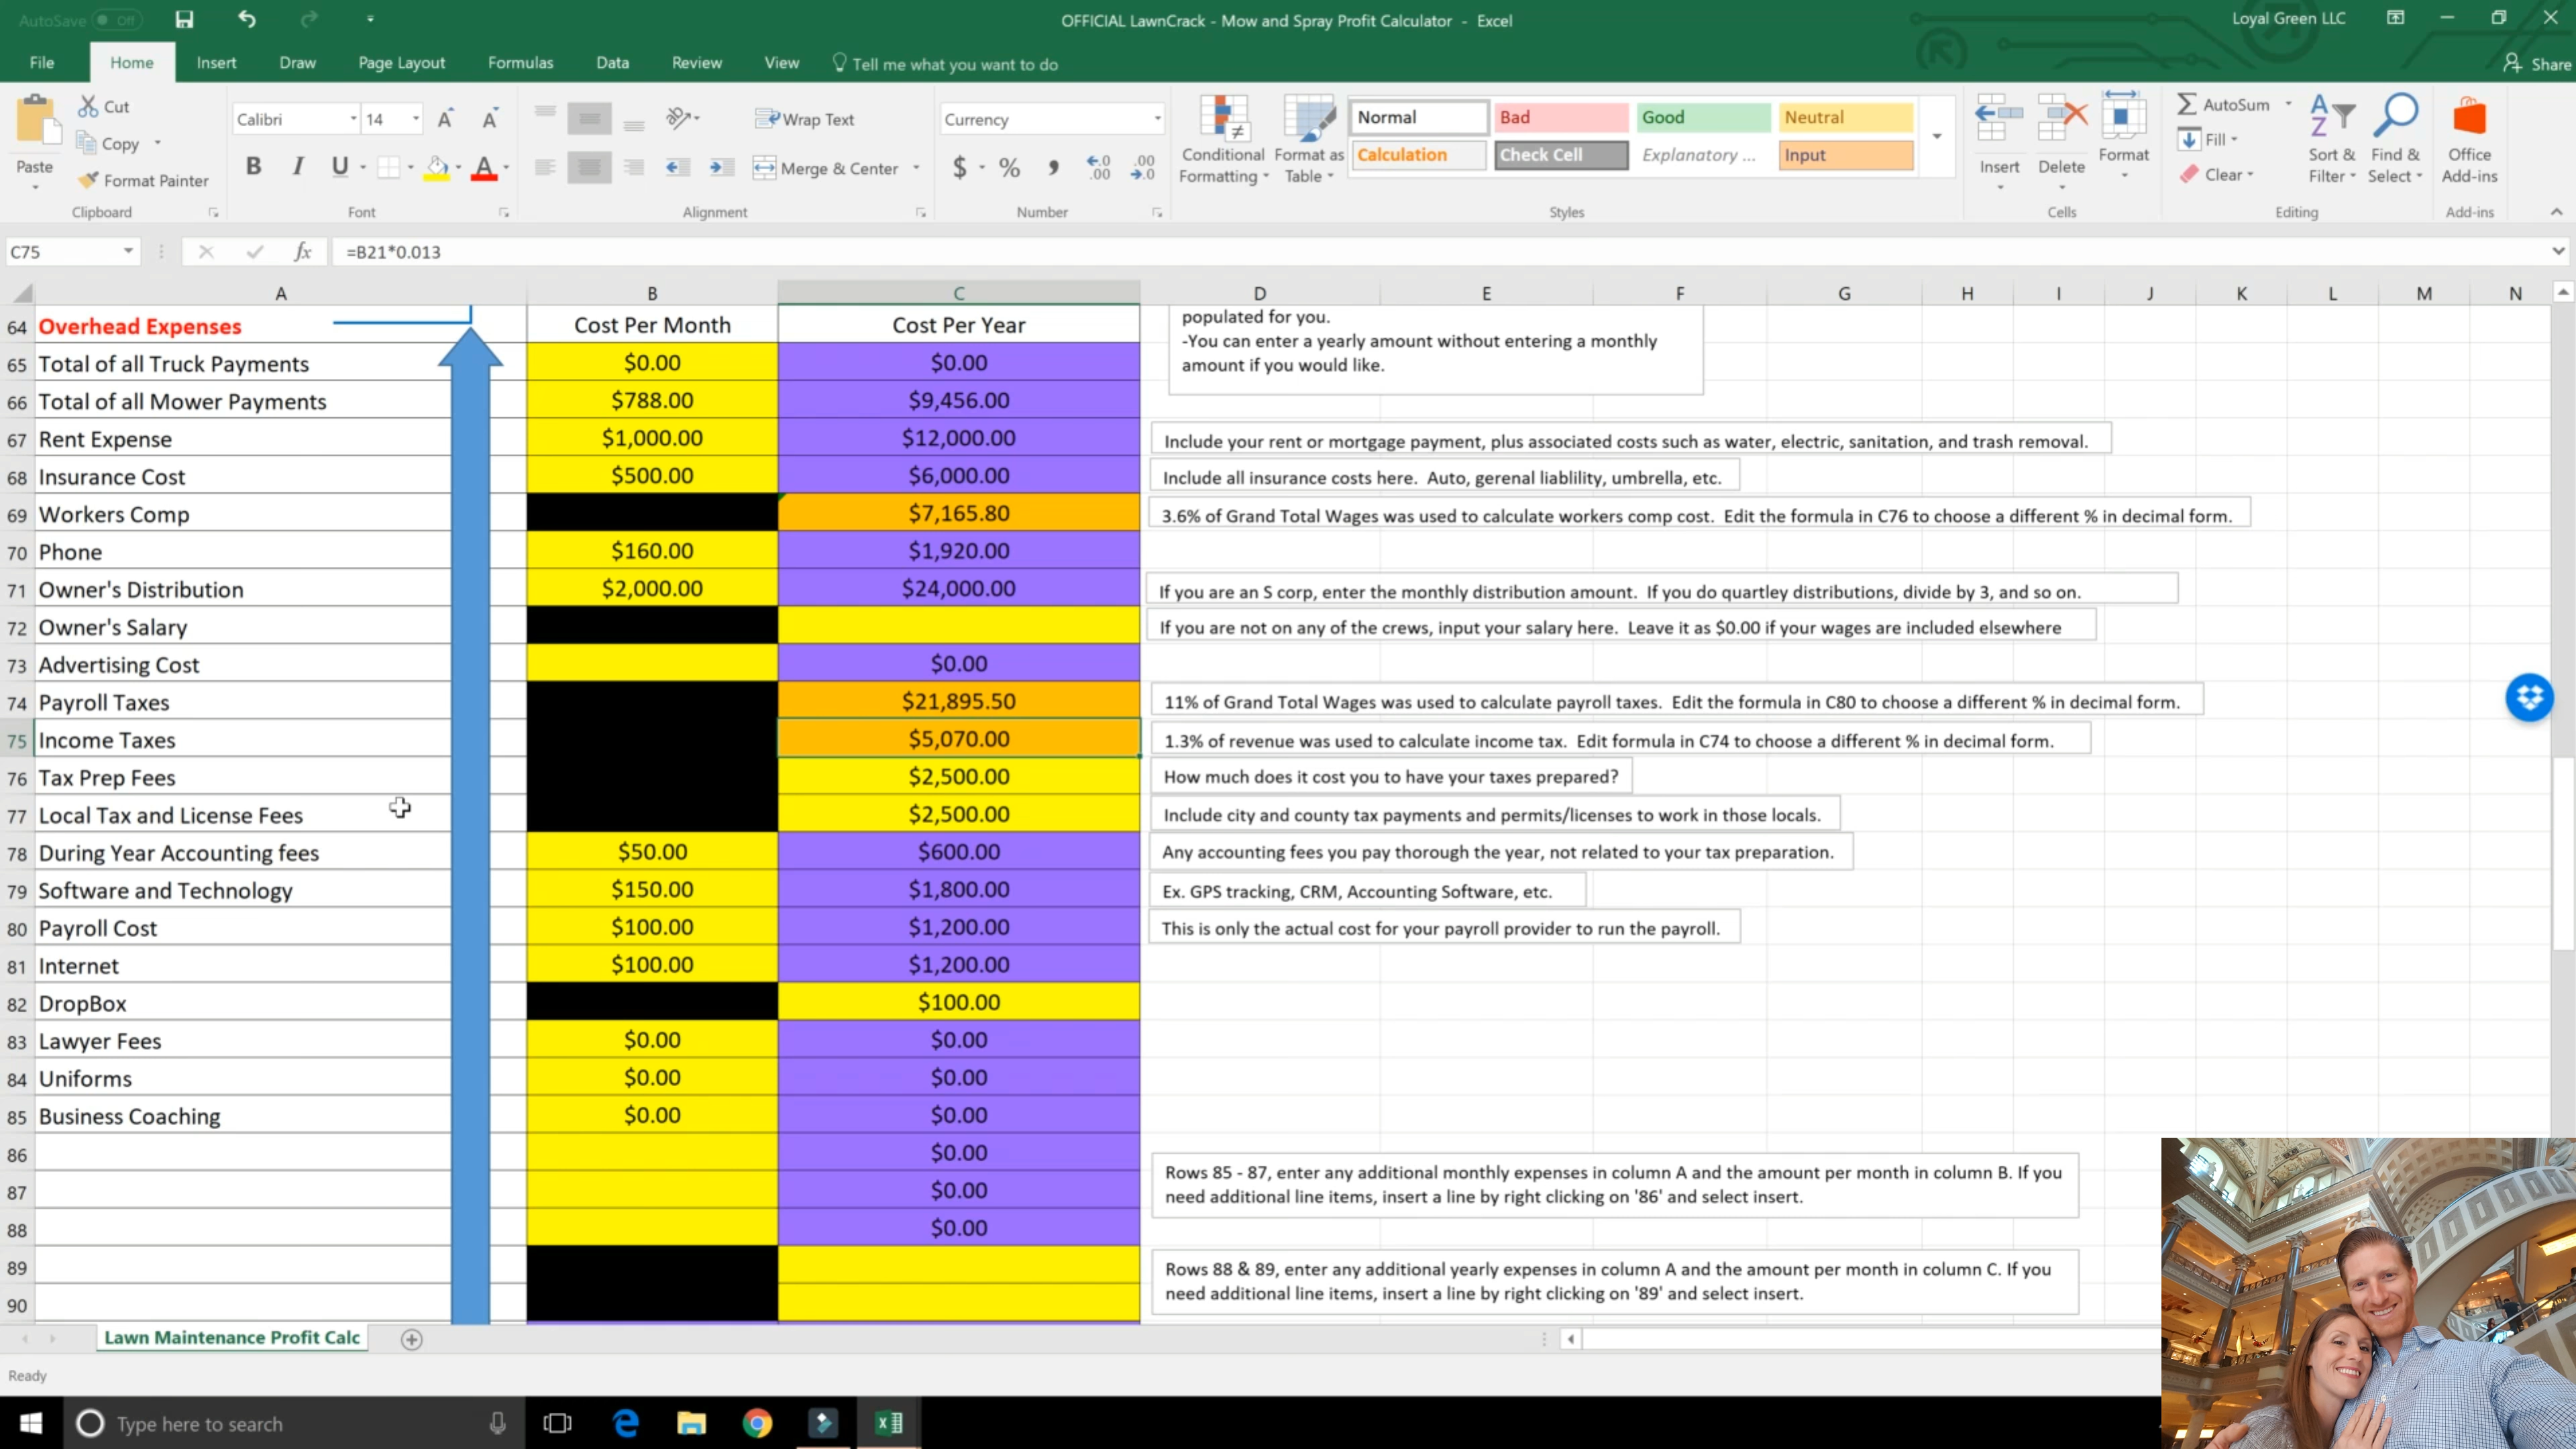 AutoSave Off
OFFICIAL LawnCrack - Mow and Spray Profit Calculator - Excel
Loyal Green LLC
File Home Insert Draw Page Layout Formulas Data Review View Tell me what you want to do
Share
Paste
Cut
Copy
Format Painter
Clipboard
Calibri 14
B I U
Font
Wrap Text
Merge & Center
Alignment
Currency
$ % ,
Number
Conditional Formatting
Format as Table
Normal Bad Good Neutral
Calculation Check Cell Explanatory ... Input
Styles
Insert Delete Format
Cells
AutoSum
Fill
Clear
Sort & Filter
Find & Select
Editing
Office Add-ins
Add-ins
C75 fx =B21*0.013
A B C D E F G H I J K L M N
populated for you.
64 Overhead Expenses Cost Per Month Cost Per Year
-You can enter a yearly amount without entering a monthly
amount if you would like.
65 Total of all Truck Payments $0.00 $0.00
66 Total of all Mower Payments $788.00 $9,456.00
67 Rent Expense $1,000.00 $12,000.00 Include your rent or mortgage payment, plus associated costs such as water, electric, sanitation, and trash removal.
68 Insurance Cost $500.00 $6,000.00 Include all insurance costs here. Auto, gerenal liablility, umbrella, etc.
69 Workers Comp $7,165.80 3.6% of Grand Total Wages was used to calculate workers comp cost. Edit the formula in C76 to choose a different % in decimal form.
70 Phone $160.00 $1,920.00
71 Owner's Distribution $2,000.00 $24,000.00 If you are an S corp, enter the monthly distribution amount. If you do quartley distributions, divide by 3, and so on.
72 Owner's Salary If you are not on any of the crews, input your salary here. Leave it as $0.00 if your wages are included elsewhere
73 Advertising Cost $0.00
74 Payroll Taxes $21,895.50 11% of Grand Total Wages was used to calculate payroll taxes. Edit the formula in C80 to choose a different % in decimal form.
75 Income Taxes $5,070.00 1.3% of revenue was used to calculate income tax. Edit formula in C74 to choose a different % in decimal form.
76 Tax Prep Fees $2,500.00 How much does it cost you to have your taxes prepared?
77 Local Tax and License Fees $2,500.00 Include city and county tax payments and permits/licenses to work in those locals.
78 During Year Accounting fees $50.00 $600.00 Any accounting fees you pay thorough the year, not related to your tax preparation.
79 Software and Technology $150.00 $1,800.00 Ex. GPS tracking, CRM, Accounting Software, etc.
80 Payroll Cost $100.00 $1,200.00 This is only the actual cost for your payroll provider to run the payroll.
81 Internet $100.00 $1,200.00
82 DropBox $100.00
83 Lawyer Fees $0.00 $0.00
84 Uniforms $0.00 $0.00
85 Business Coaching $0.00 $0.00
86 $0.00
Rows 85 - 87, enter any additional monthly expenses in column A and the amount per month in column B. If you
87 $0.00 need additional line items, insert a line by right clicking on '86' and select insert.
88 $0.00
89 Rows 88 & 89, enter any additional yearly expenses in column A and the amount per month in column C. If you
90 need additional line items, insert a line by right clicking on '89' and select insert.
Lawn Maintenance Profit Calc
Ready
Type here to search